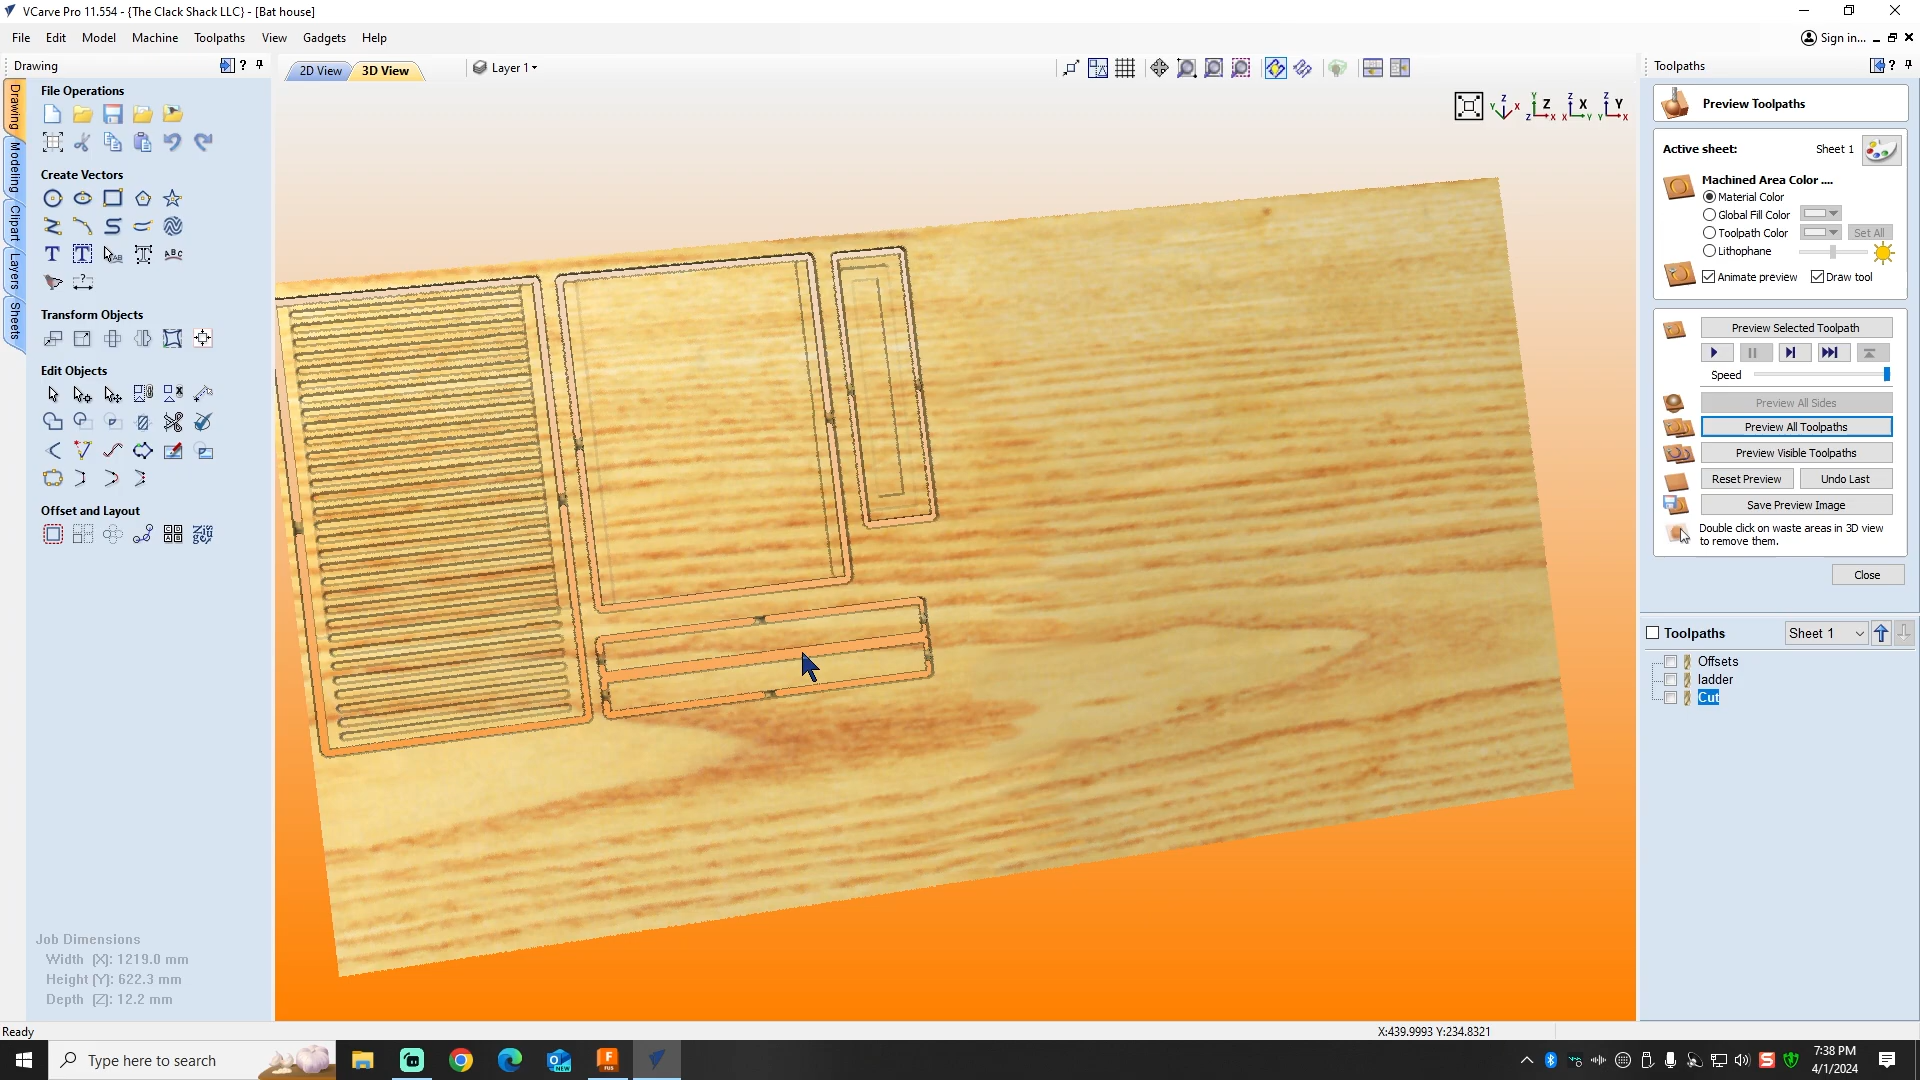 VCarve Pro 11.554 - {The Clack Shack LLC} - [Bat house]
File Edit Model Machine Toolpaths View Gadgets Help
Sign in...
Drawing
2D View
3D View
Layer 1
Toolpaths
Drawing
Modeling
Clipart
Layers
Sheets
File Operations
Create Vectors
Transform Objects
Edit Objects
Offset and Layout
Job Dimensions
Width (X): 1219.0 mm
Height (Y): 622.3 mm
Depth (Z): 12.2 mm
Preview Toolpaths
Active sheet: Sheet 1
Machined Area Color ....
Material Color
Global Fill Color
Toolpath Color Set All
Lithophane
Animate preview Draw tool
Preview Selected Toolpath
Speed
Preview All Sides
Preview All Toolpaths
Preview Visible Toolpaths
Reset Preview Undo Last
Save Preview Image
Double click on waste areas in 3D view
to remove them.
Close
Toolpaths Sheet 1
Offsets
ladder
Cut
Ready
X:439.9993 Y:234.8321
Type here to search
7:38 PM
4/1/2024